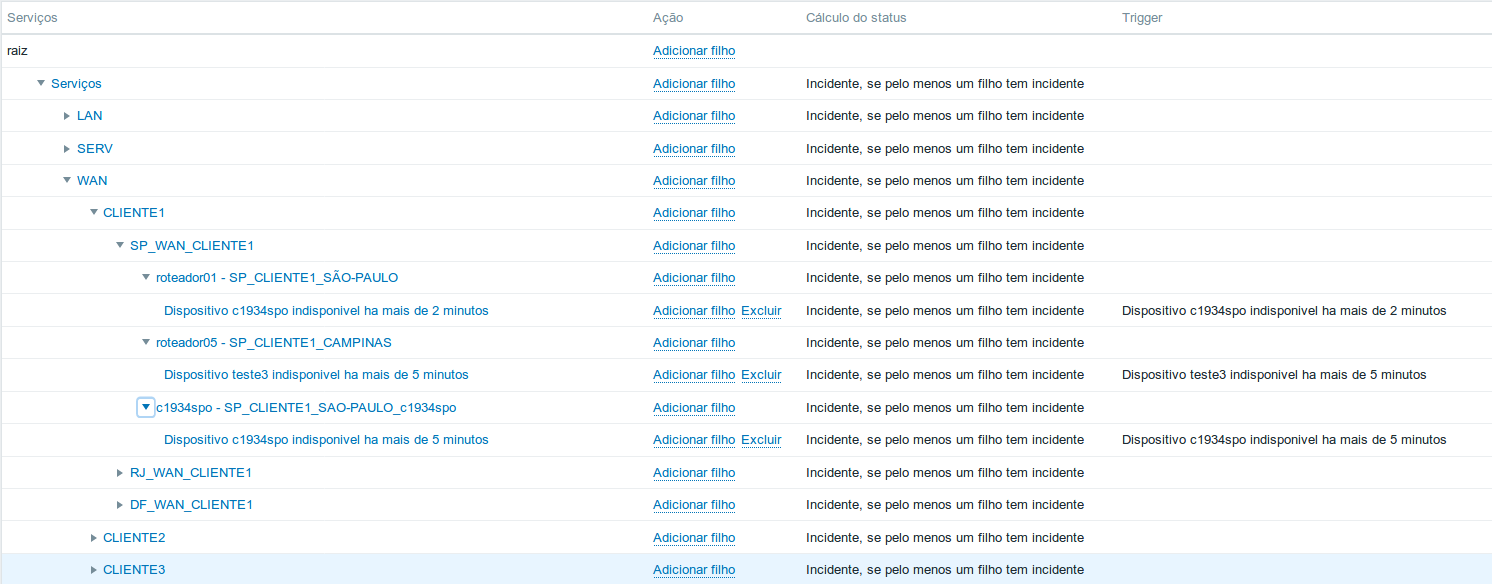 Serviços Ação Cálculo do status Trigger
raiz Adicionar filho
Serviços Adicionar filho Incidente, se pelo menos um filho tem incidente
LAN Adicionar filho Incidente, se pelo menos um filho tem incidente
SERV Adicionar filho Incidente, se pelo menos um filho tem incidente
WAN Adicionar filho Incidente, se pelo menos um filho tem incidente
CLIENTE1 Adicionar filho Incidente, se pelo menos um filho tem incidente
SP_WAN_CLIENTE1 Adicionar filho Incidente, se pelo menos um filho tem incidente
roteador01 - SP_CLIENTE1_SÃO-PAULO Adicionar filho Incidente, se pelo menos um filho tem incidente
Dispositivo c1934spo indisponivel ha mais de 2 minutos Adicionar filho Excluir Incidente, se pelo menos um filho tem incidente Dispositivo c1934spo indisponivel ha mais de 2 minutos
roteador05 - SP_CLIENTE1_CAMPINAS Adicionar filho Incidente, se pelo menos um filho tem incidente
Dispositivo teste3 indisponivel ha mais de 5 minutos Adicionar filho Excluir Incidente, se pelo menos um filho tem incidente Dispositivo teste3 indisponivel ha mais de 5 minutos
c1934spo - SP_CLIENTE1_SAO-PAULO_c1934spo Adicionar filho Incidente, se pelo menos um filho tem incidente
Dispositivo c1934spo indisponivel ha mais de 5 minutos Adicionar filho Excluir Incidente, se pelo menos um filho tem incidente Dispositivo c1934spo indisponivel ha mais de 5 minutos
RJ_WAN_CLIENTE1 Adicionar filho Incidente, se pelo menos um filho tem incidente
DF_WAN_CLIENTE1 Adicionar filho Incidente, se pelo menos um filho tem incidente
CLIENTE2 Adicionar filho Incidente, se pelo menos um filho tem incidente
CLIENTE3 Adicionar filho Incidente, se pelo menos um filho tem incidente